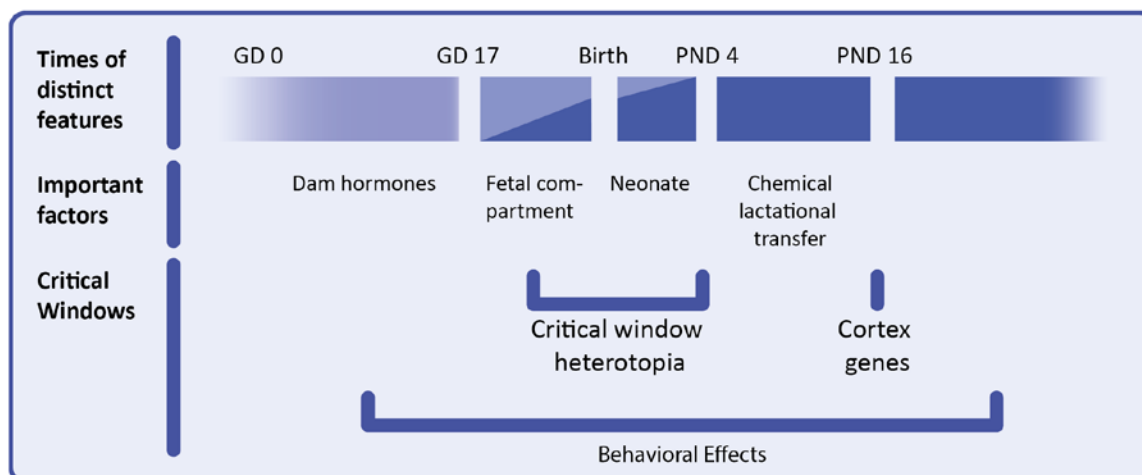 Times of
distinct
features
GD 0
GD 17
Birth
PND 4
PND 16
Important
factors
Dam hormones
Fetal com-
partment
Neonate
Chemical
lactational
transfer
Critical
Windows
Critical window
heterotopia
Cortex
genes
Behavioral Effects